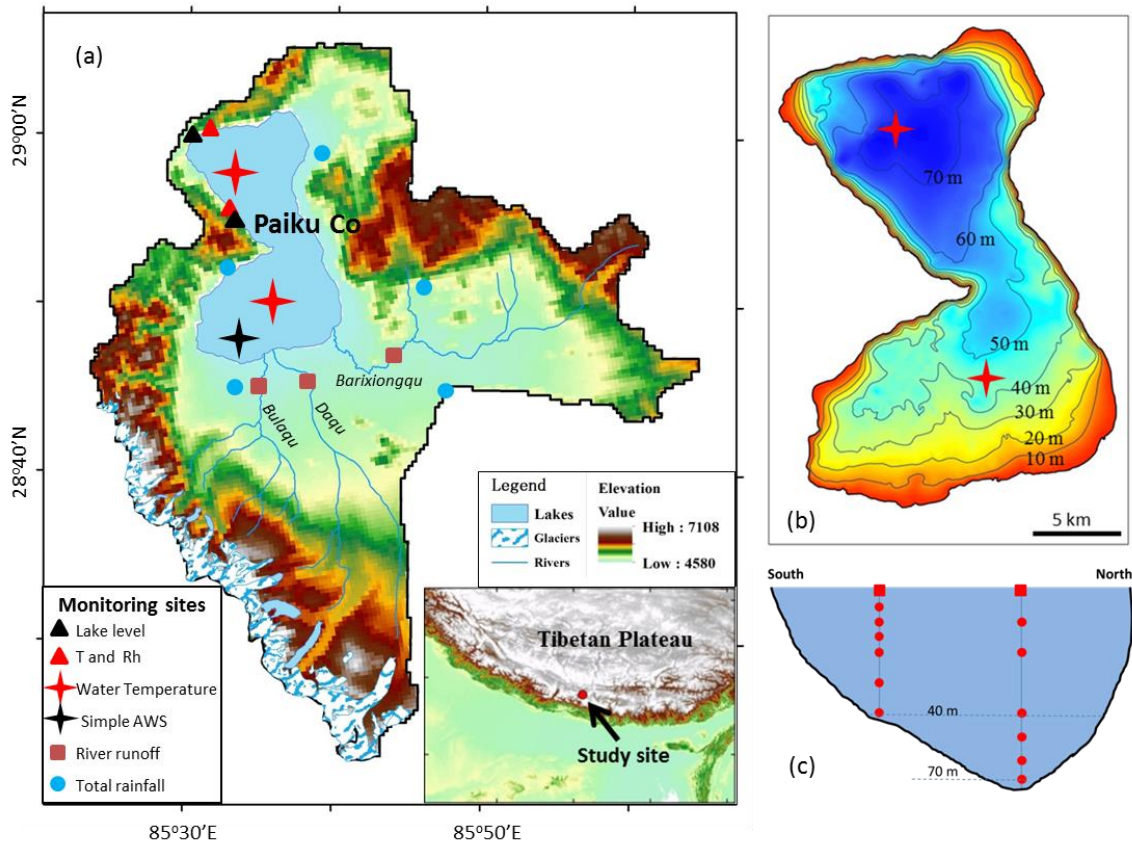 (a)
29°00'N
28°40'N
85°30'E
85°50'E
Paiku Co
Barixiongqu
Bulaqu
Daqu
Legend
Lakes
Glaciers
Rivers
Elevation
Value
High : 7108
Low : 4580
Monitoring sites
Lake level
T and Rh
Water Temperature
Simple AWS
River runoff
Total rainfall
Tibetan Plateau
Study site
70 m
60 m
50 m
40 m
30 m
20 m
10 m
(b)
5 km
South
North
40 m
70 m
(c)